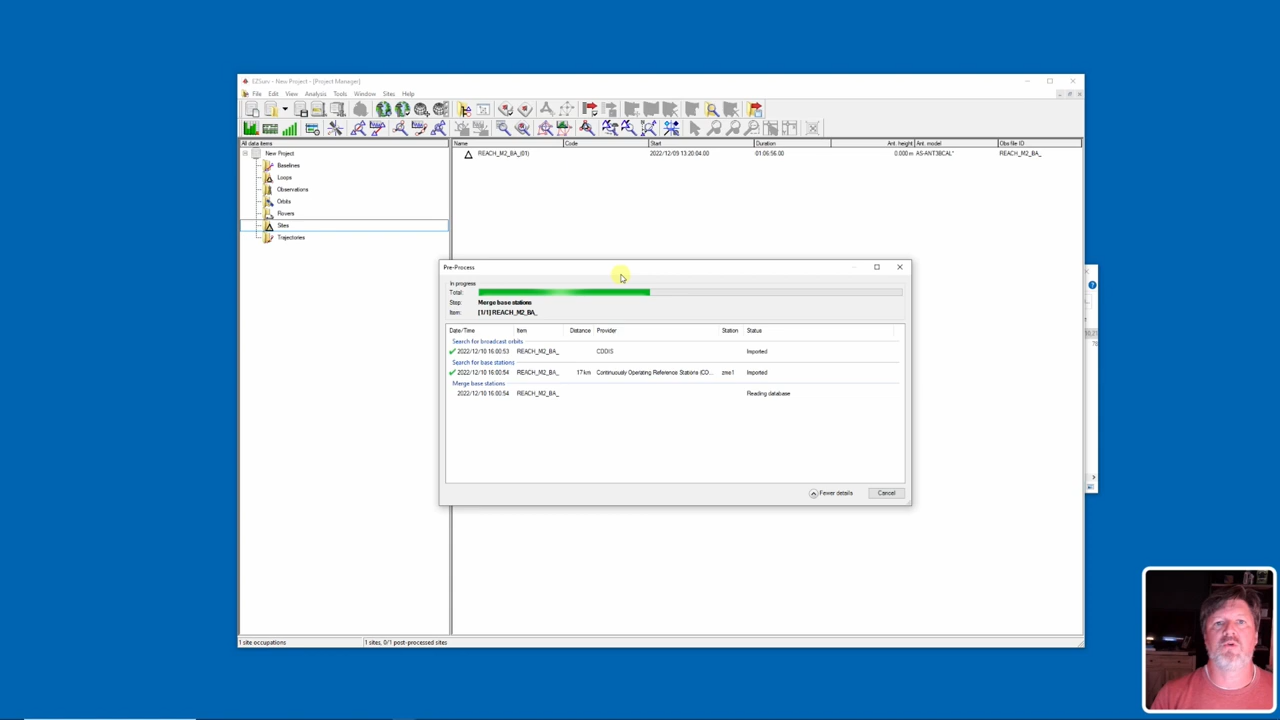 EZSurv - New Project - [Project Manager]
File Edit View Analysis Tools Window Sites Help
All data items
Name Code Start Duration Ant. height Ant. model Obs file ID
New Project
REACH_M2_BA_(01) 2022/12/09 13:20:04.00 01:06:56.00 0.000 m AS-ANT3BCAL" REACH_M2_BA_
Baselines
Loops
Observations
Orbits
Rovers
Sites
Trajectories
Pre-Process
In progress
Total:
Step: Merge base stations
Item: [1/1] REACH_M2_BA_
Date/Time Item Distance Provider Station Status
Search for broadcast orbits
2022/12/10 16:00:53 REACH_M2_BA_ CDDIS Imported
Search for base stations
2022/12/10 16:00:54 REACH_M2_BA_ 17 km Continuously Operating Reference Stations (CO... zme1 Imported
Merge base stations
2022/12/10 16:00:54 REACH_M2_BA_ Reading database
Fewer details Cancel
1 site occupations 1 sites, 0/1 post-processed sites